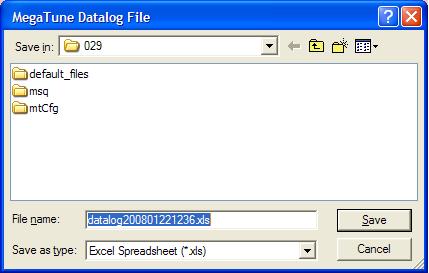 MegaTune Datalog File
Save in: 029
default_files
msq
mtCfg
File name: datalog200801221236.xls Save
Save as type: Excel Spreadsheet (*.xls) Cancel